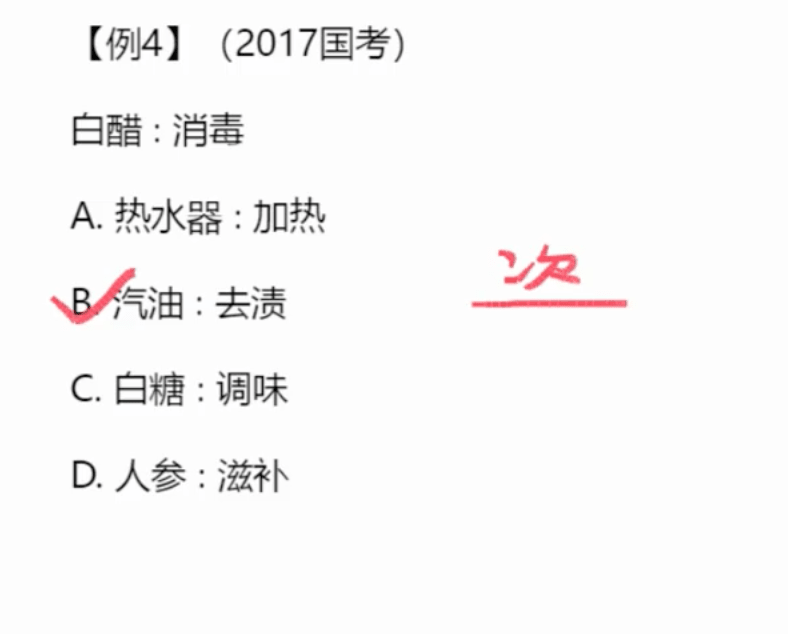 【例4】（2017国考）
白醋 : 消毒
A. 热水器 : 加热
B. 汽油 : 去渍
次
C. 白糖 : 调味
D. 人参 : 滋补